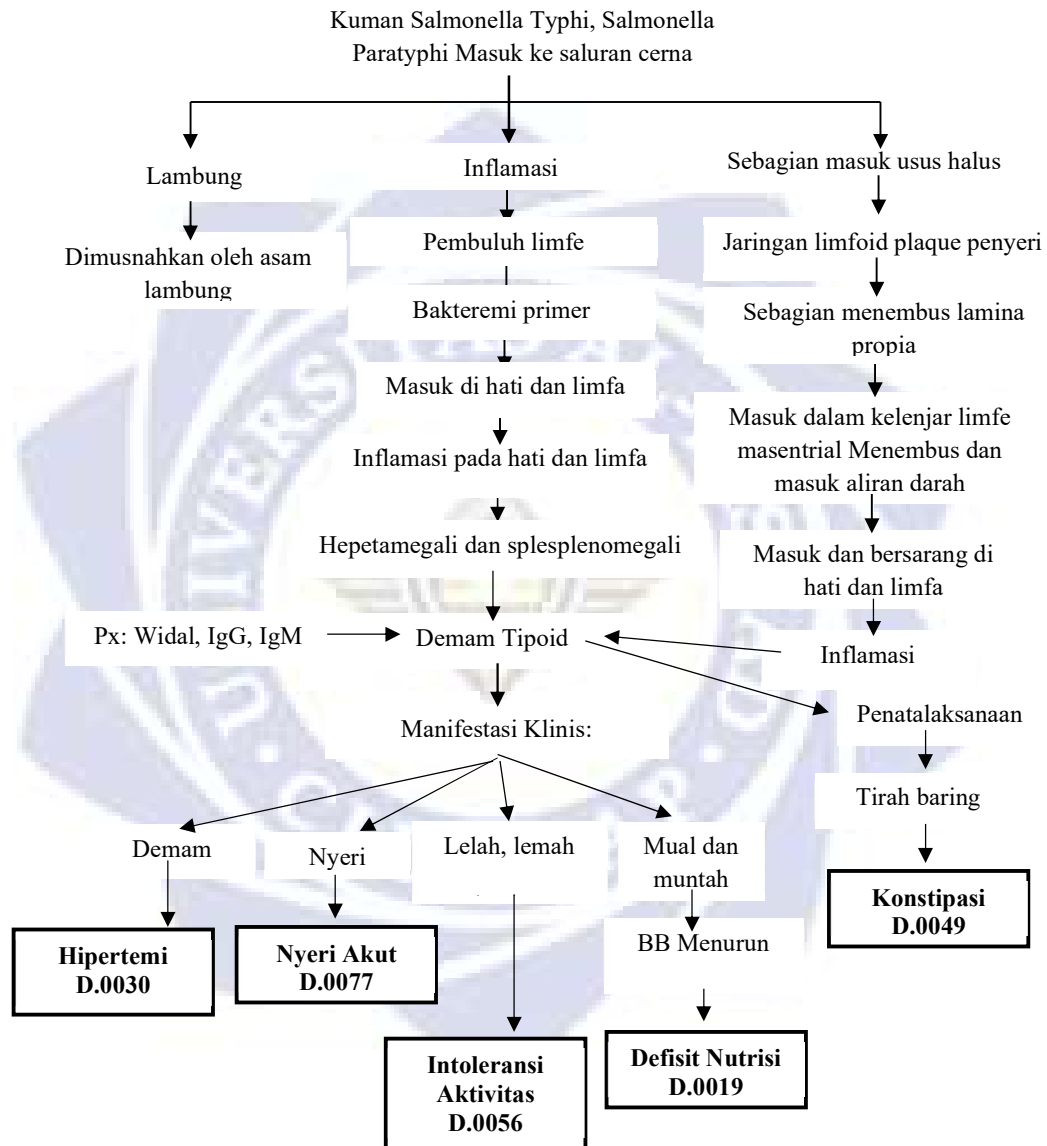 Kuman Salmonella Typhi, Salmonella
Paratyphi Masuk ke saluran cerna
Lambung
Inflamasi
Sebagian masuk usus halus
Dimusnahkan oleh asam
lambung
Pembuluh limfe
Jaringan limfoid plaque penyeri
Bakteremi primer
Sebagian menembus lamina
propia
Masuk di hati dan limfa
Masuk dalam kelenjar limfe
masentrial Menembus dan
masuk aliran darah
Inflamasi pada hati dan limfa
Hepetamegali dan splesplenomegali
Masuk dan bersarang di
hati dan limfa
Px: Widal, IgG, IgM
Demam Tipoid
Inflamasi
Manifestasi Klinis:
Penatalaksanaan
Tirah baring
Demam
Nyeri
Lelah, lemah
Mual dan
muntah
Konstipasi
D.0049
Hipertemi
D.0030
Nyeri Akut
D.0077
BB Menurun
Intoleransi
Aktivitas
D.0056
Defisit Nutrisi
D.0019